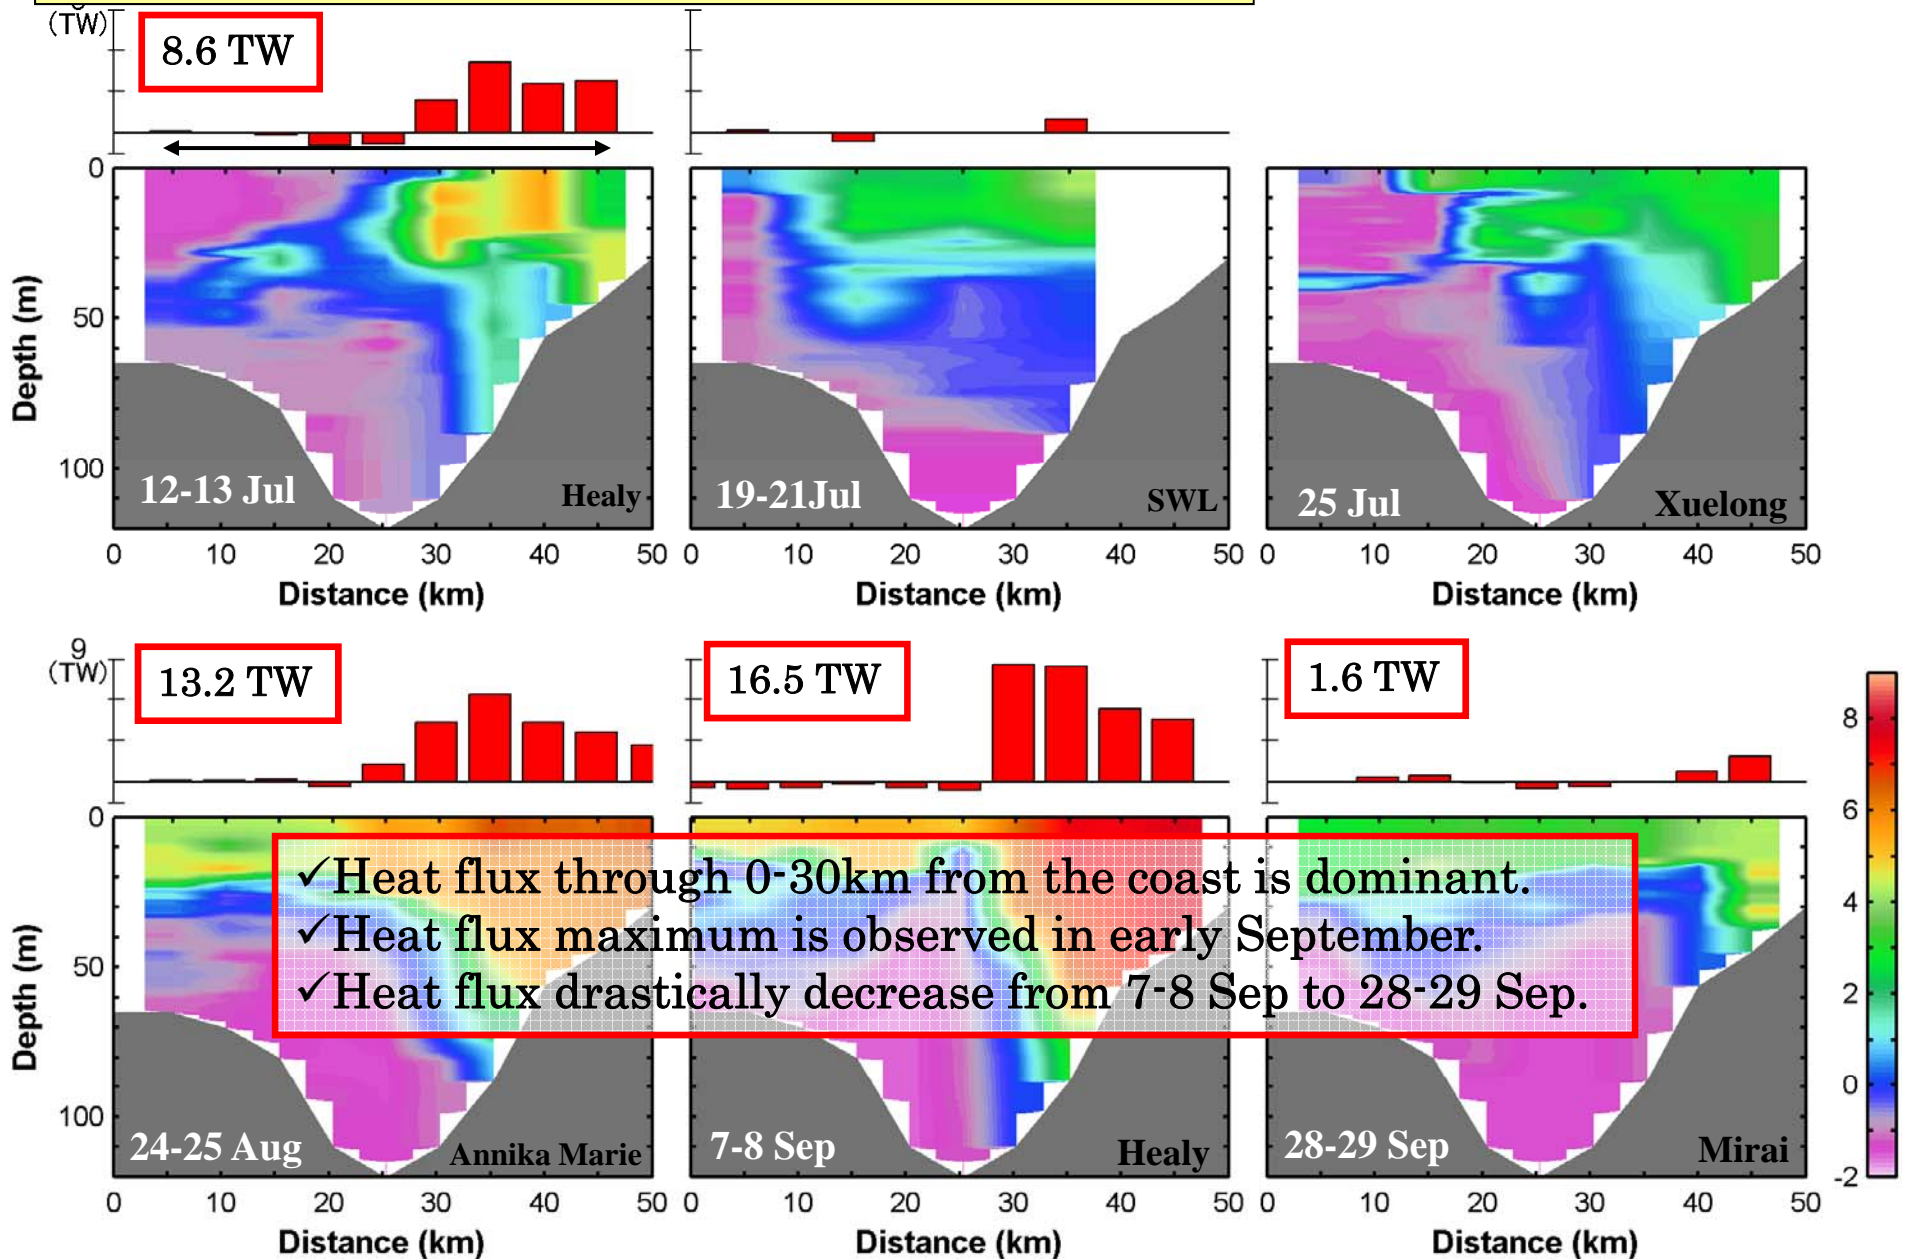 (TW)
8.6 TW
0
50
100
Depth (m)
12-13 Jul
Healy
0 10 20 30 40 50
Distance (km)
19-21Jul
SWL
0 10 20 30 40 50
Distance (km)
25 Jul
Xuelong
0 10 20 30 40 50
Distance (km)
9
(TW)
13.2 TW
16.5 TW
1.6 TW
0
50
100
Depth (m)
✓Heat flux through 0-30km from the coast is dominant.
✓Heat flux maximum is observed in early September.
✓Heat flux drastically decrease from 7-8 Sep to 28-29 Sep.
24-25 Aug
Annika Marie
0 10 20 30 40 50
Distance (km)
7-8 Sep
Healy
0 10 20 30 40 50
Distance (km)
28-29 Sep
Mirai
0 10 20 30 40 50
Distance (km)
8
6
4
2
0
-2